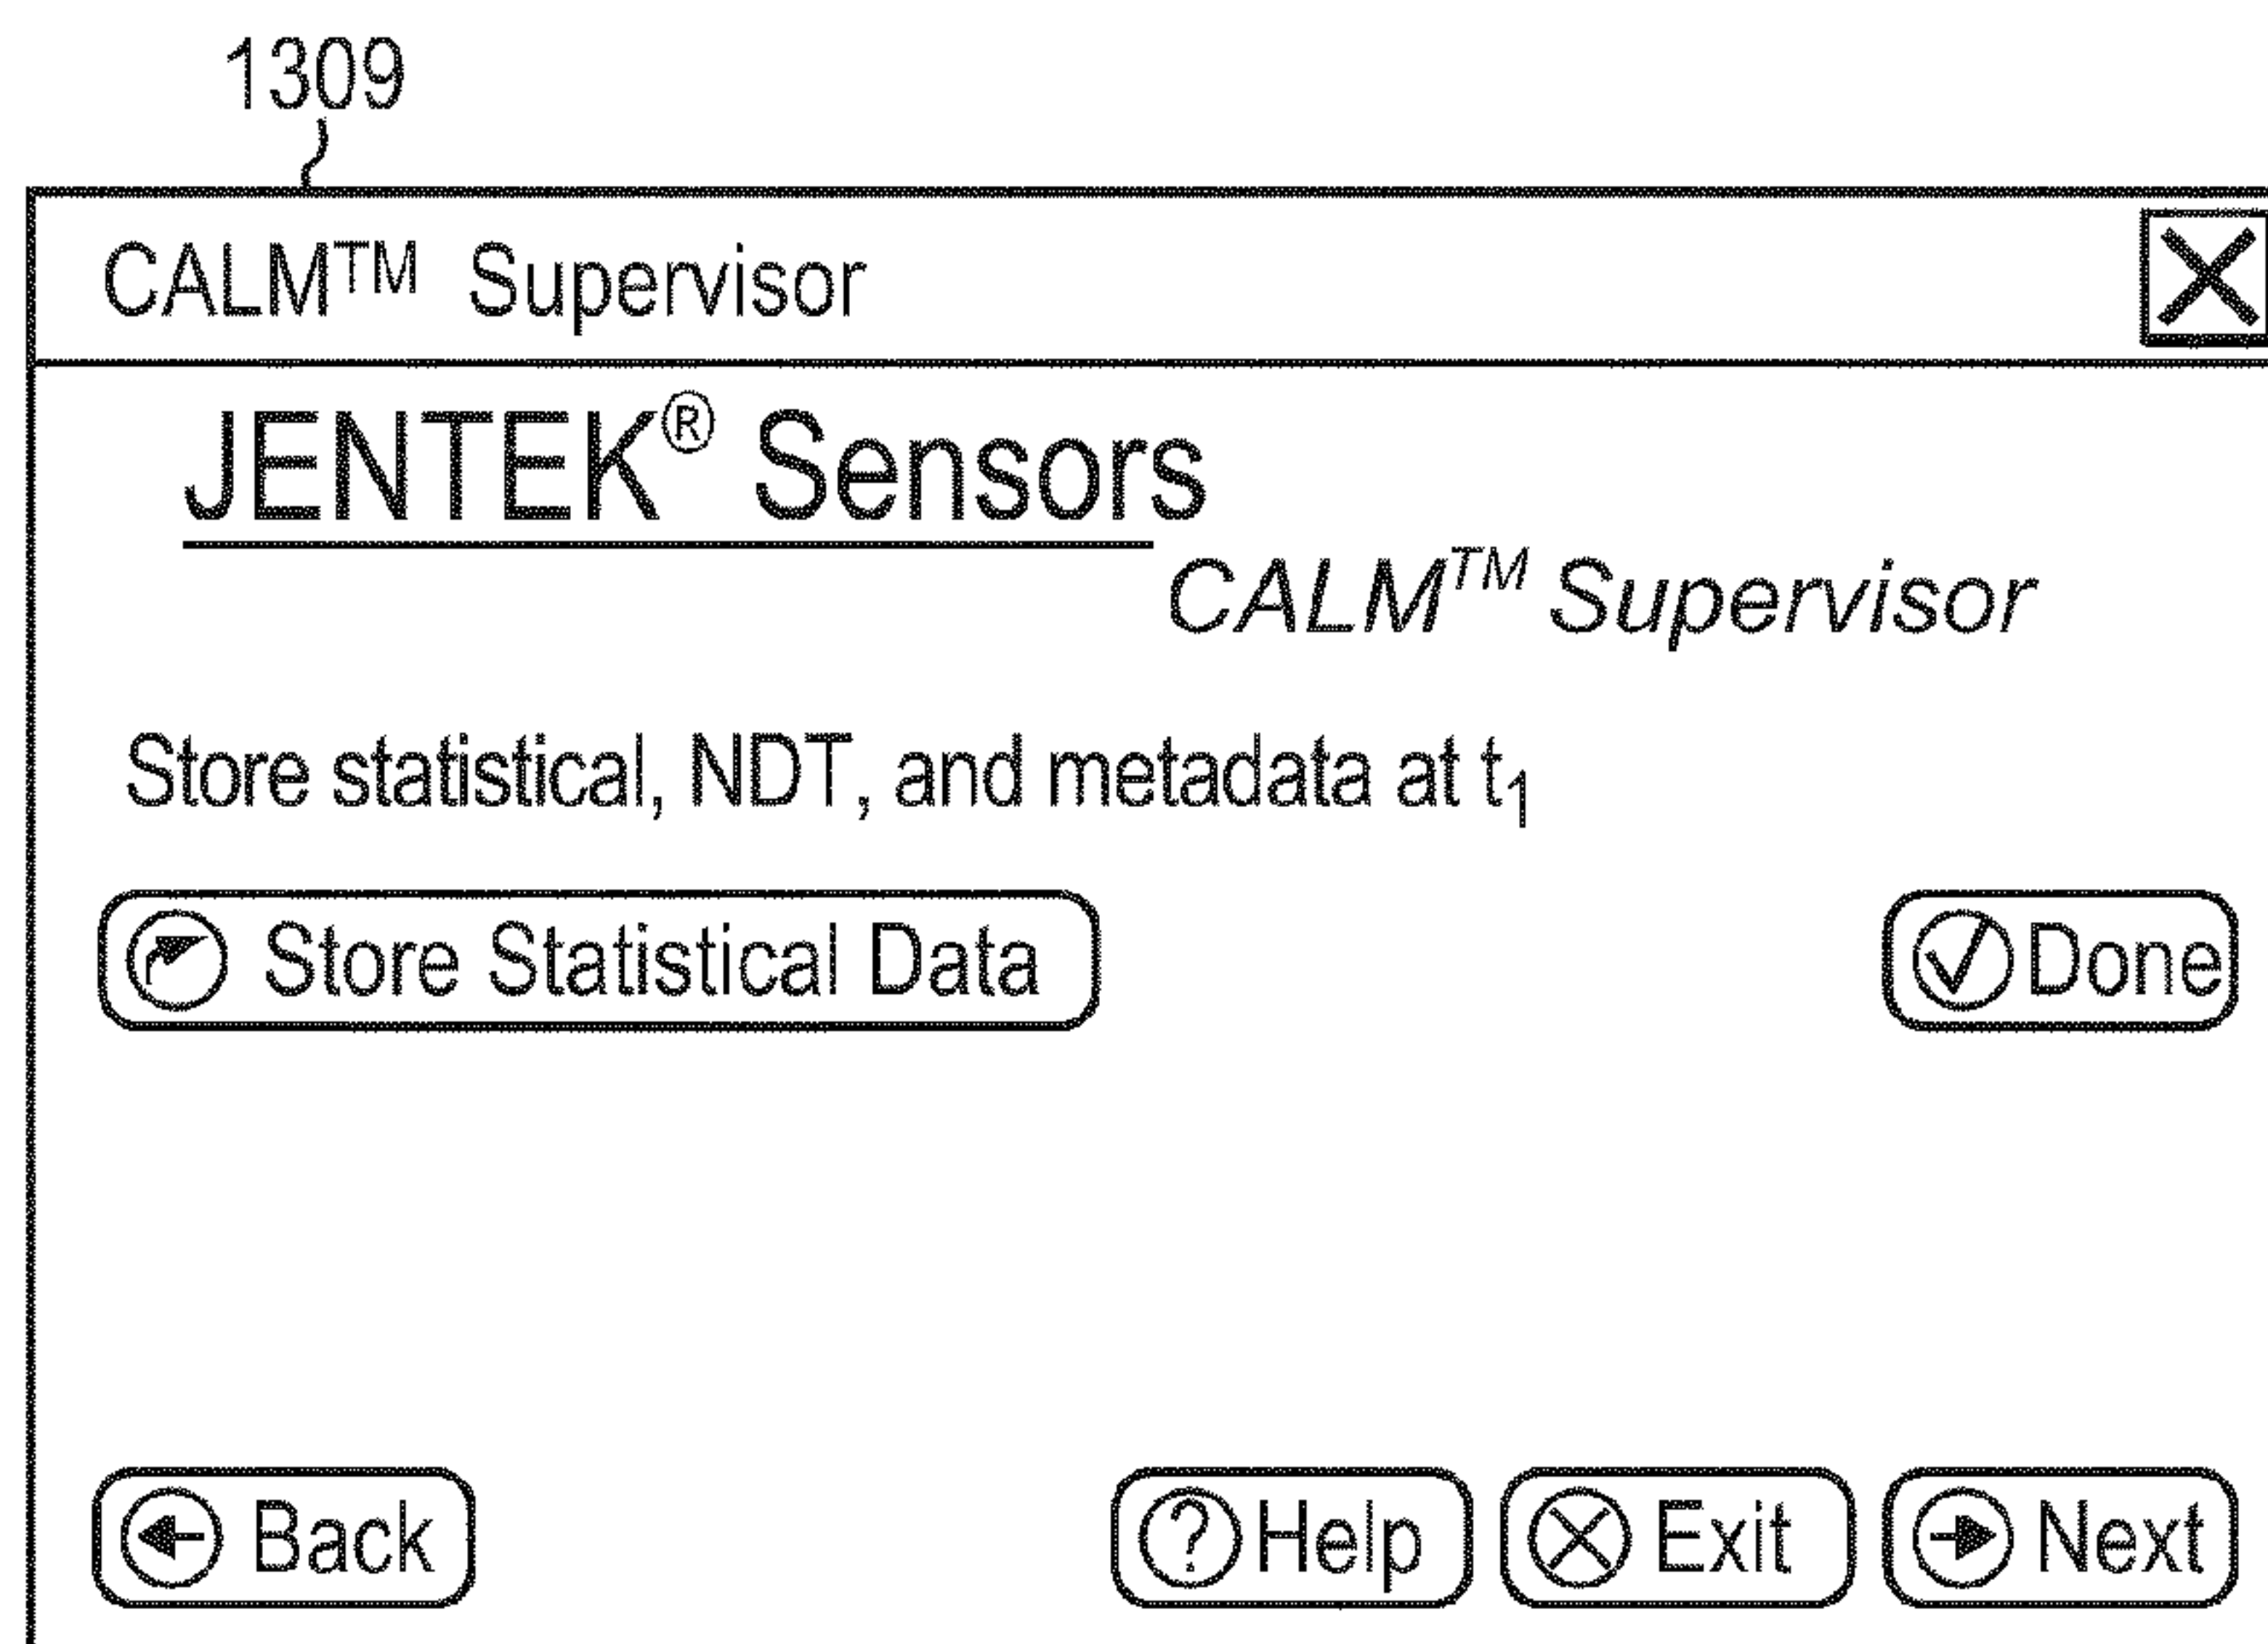 1309
CALM™ Supervisor
JENTEK® Sensors
CALM™ Supervisor
Store statistical, NDT, and metadata at t₁
Store Statistical Data
Done
Back
? Help
Exit
Next